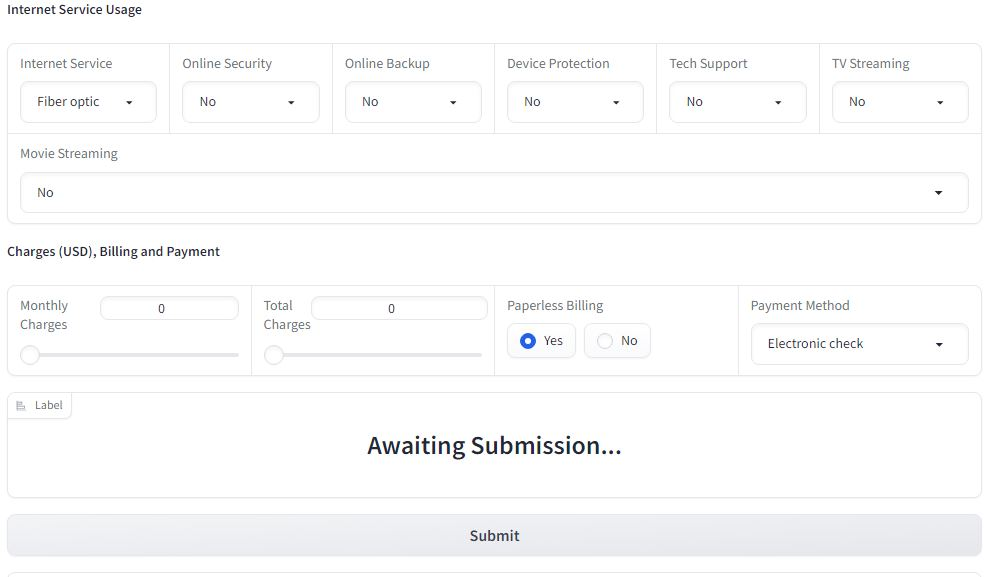 Internet Service Usage
Internet Service Online Security Online Backup Device Protection Tech Support TV Streaming
Fiber optic No No No No No
Movie Streaming
No
Charges (USD), Billing and Payment
Monthly Charges 0 Total Charges 0 Paperless Billing Payment Method
Yes No Electronic check
Label
Awaiting Submission...
Submit